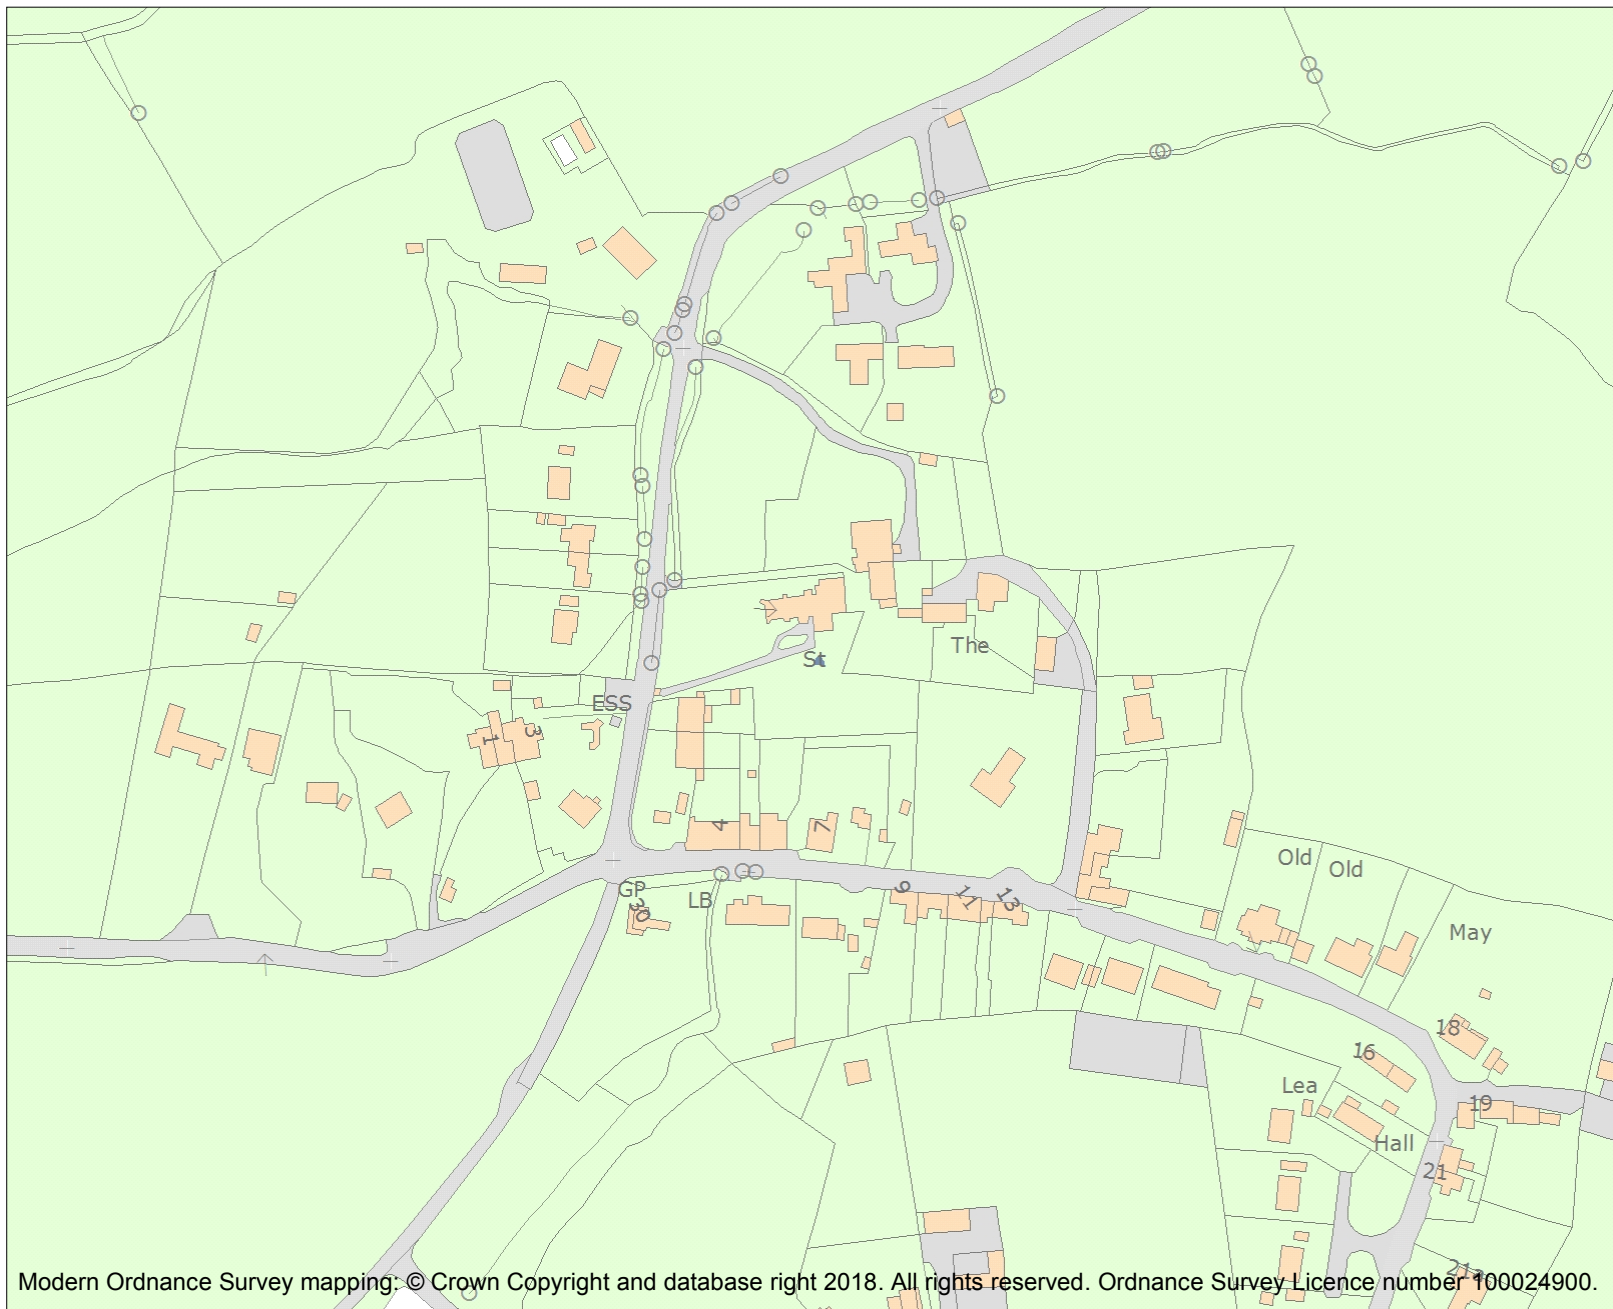 The
St
ESS
1
3
4
7
Old
Old
GP
30
LB
9
11
13
May
18
16
Lea
19
Hall
21
21a
Modern Ordnance Survey mapping: © Crown Copyright and database right 2018. All rights reserved. Ordnance Survey Licence number 100024900.